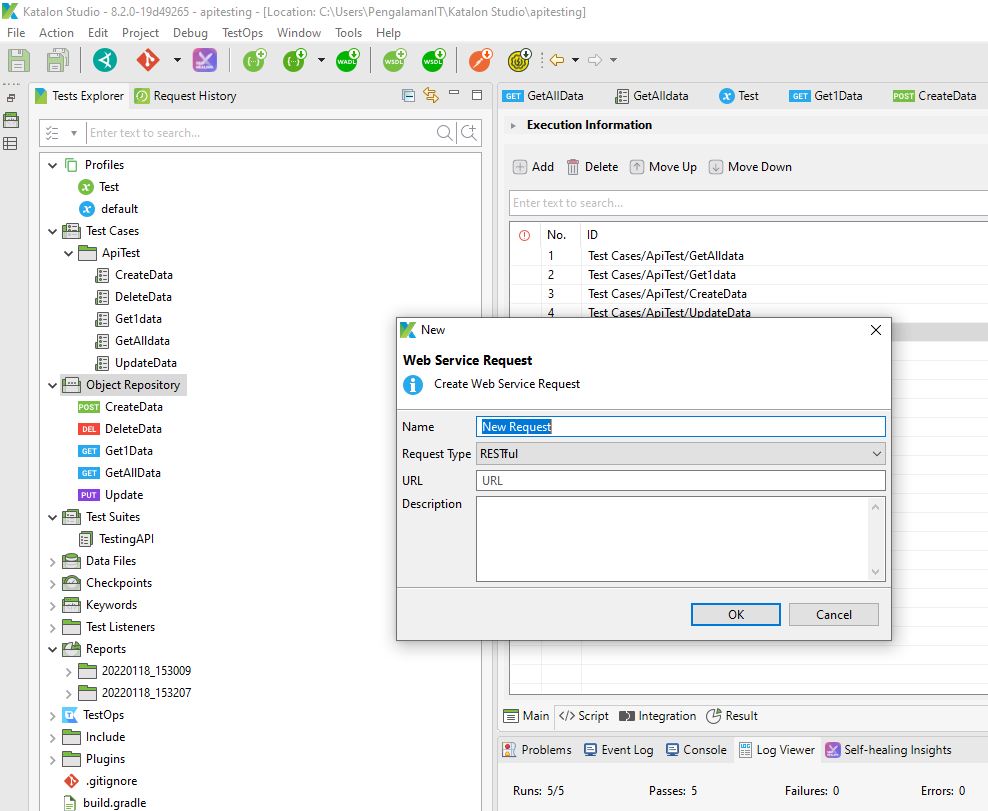 Katalon Studio - 8.2.0-19d49265 - apitesting - [Location: C:\Users\PengalamanIT\Katalon Studio\apitesting]
File Action Edit Project Debug TestOps Window Tools Help
Tests Explorer Request History
Enter text to search...
Profiles
Test
default
Test Cases
ApiTest
CreateData
DeleteData
Get1data
GetAlldata
UpdateData
Object Repository
POST CreateData
DEL DeleteData
GET Get1Data
GET GetAllData
PUT Update
Test Suites
TestingAPI
Data Files
Checkpoints
Keywords
Test Listeners
Reports
20220118_153009
20220118_153207
TestOps
Include
Plugins
.gitignore
build.gradle
GET GetAllData GetAlldata Test GET Get1Data POST CreateData
Execution Information
Add Delete Move Up Move Down
Enter text to search...
No. ID
1 Test Cases/ApiTest/GetAlldata
2 Test Cases/ApiTest/Get1data
3 Test Cases/ApiTest/CreateData
4 Test Cases/ApiTest/UpdateData
New
Web Service Request
Create Web Service Request
Name New Request
Request Type RESTful
URL URL
Description
OK Cancel
Main Script Integration Result
Problems Event Log Console Log Viewer Self-healing Insights
Runs: 5/5 Passes: 5 Failures: 0 Errors: 0